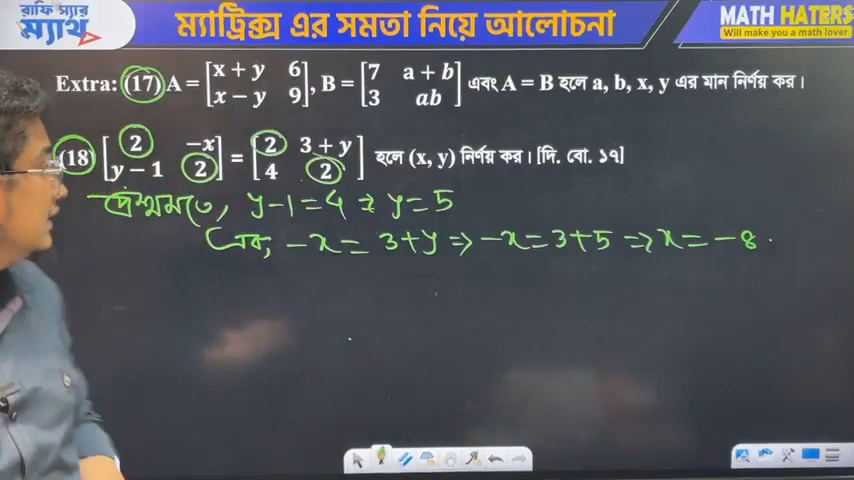 রাফি স্যার
ম্যাথ
ম্যাট্রিক্স এর সমতা নিয়ে আলোচনা
MATH HATERS
Will make you a math lover
Extra: (17) A = [x + y 6; x − y 9], B = [7 a + b; 3 ab] এবং A = B হলে a, b, x, y এর মান নির্ণয় কর।
(18) [2 −x; y − 1 2] = [2 3 + y; 4 2] হলে (x, y) নির্ণয় কর। [দি. বো. ১৭]
প্রশ্নমতে, y−1 = 4 ⇒ y = 5
এবং, −x = 3+y ⇒ −x = 3+5 ⇒ x = −8.